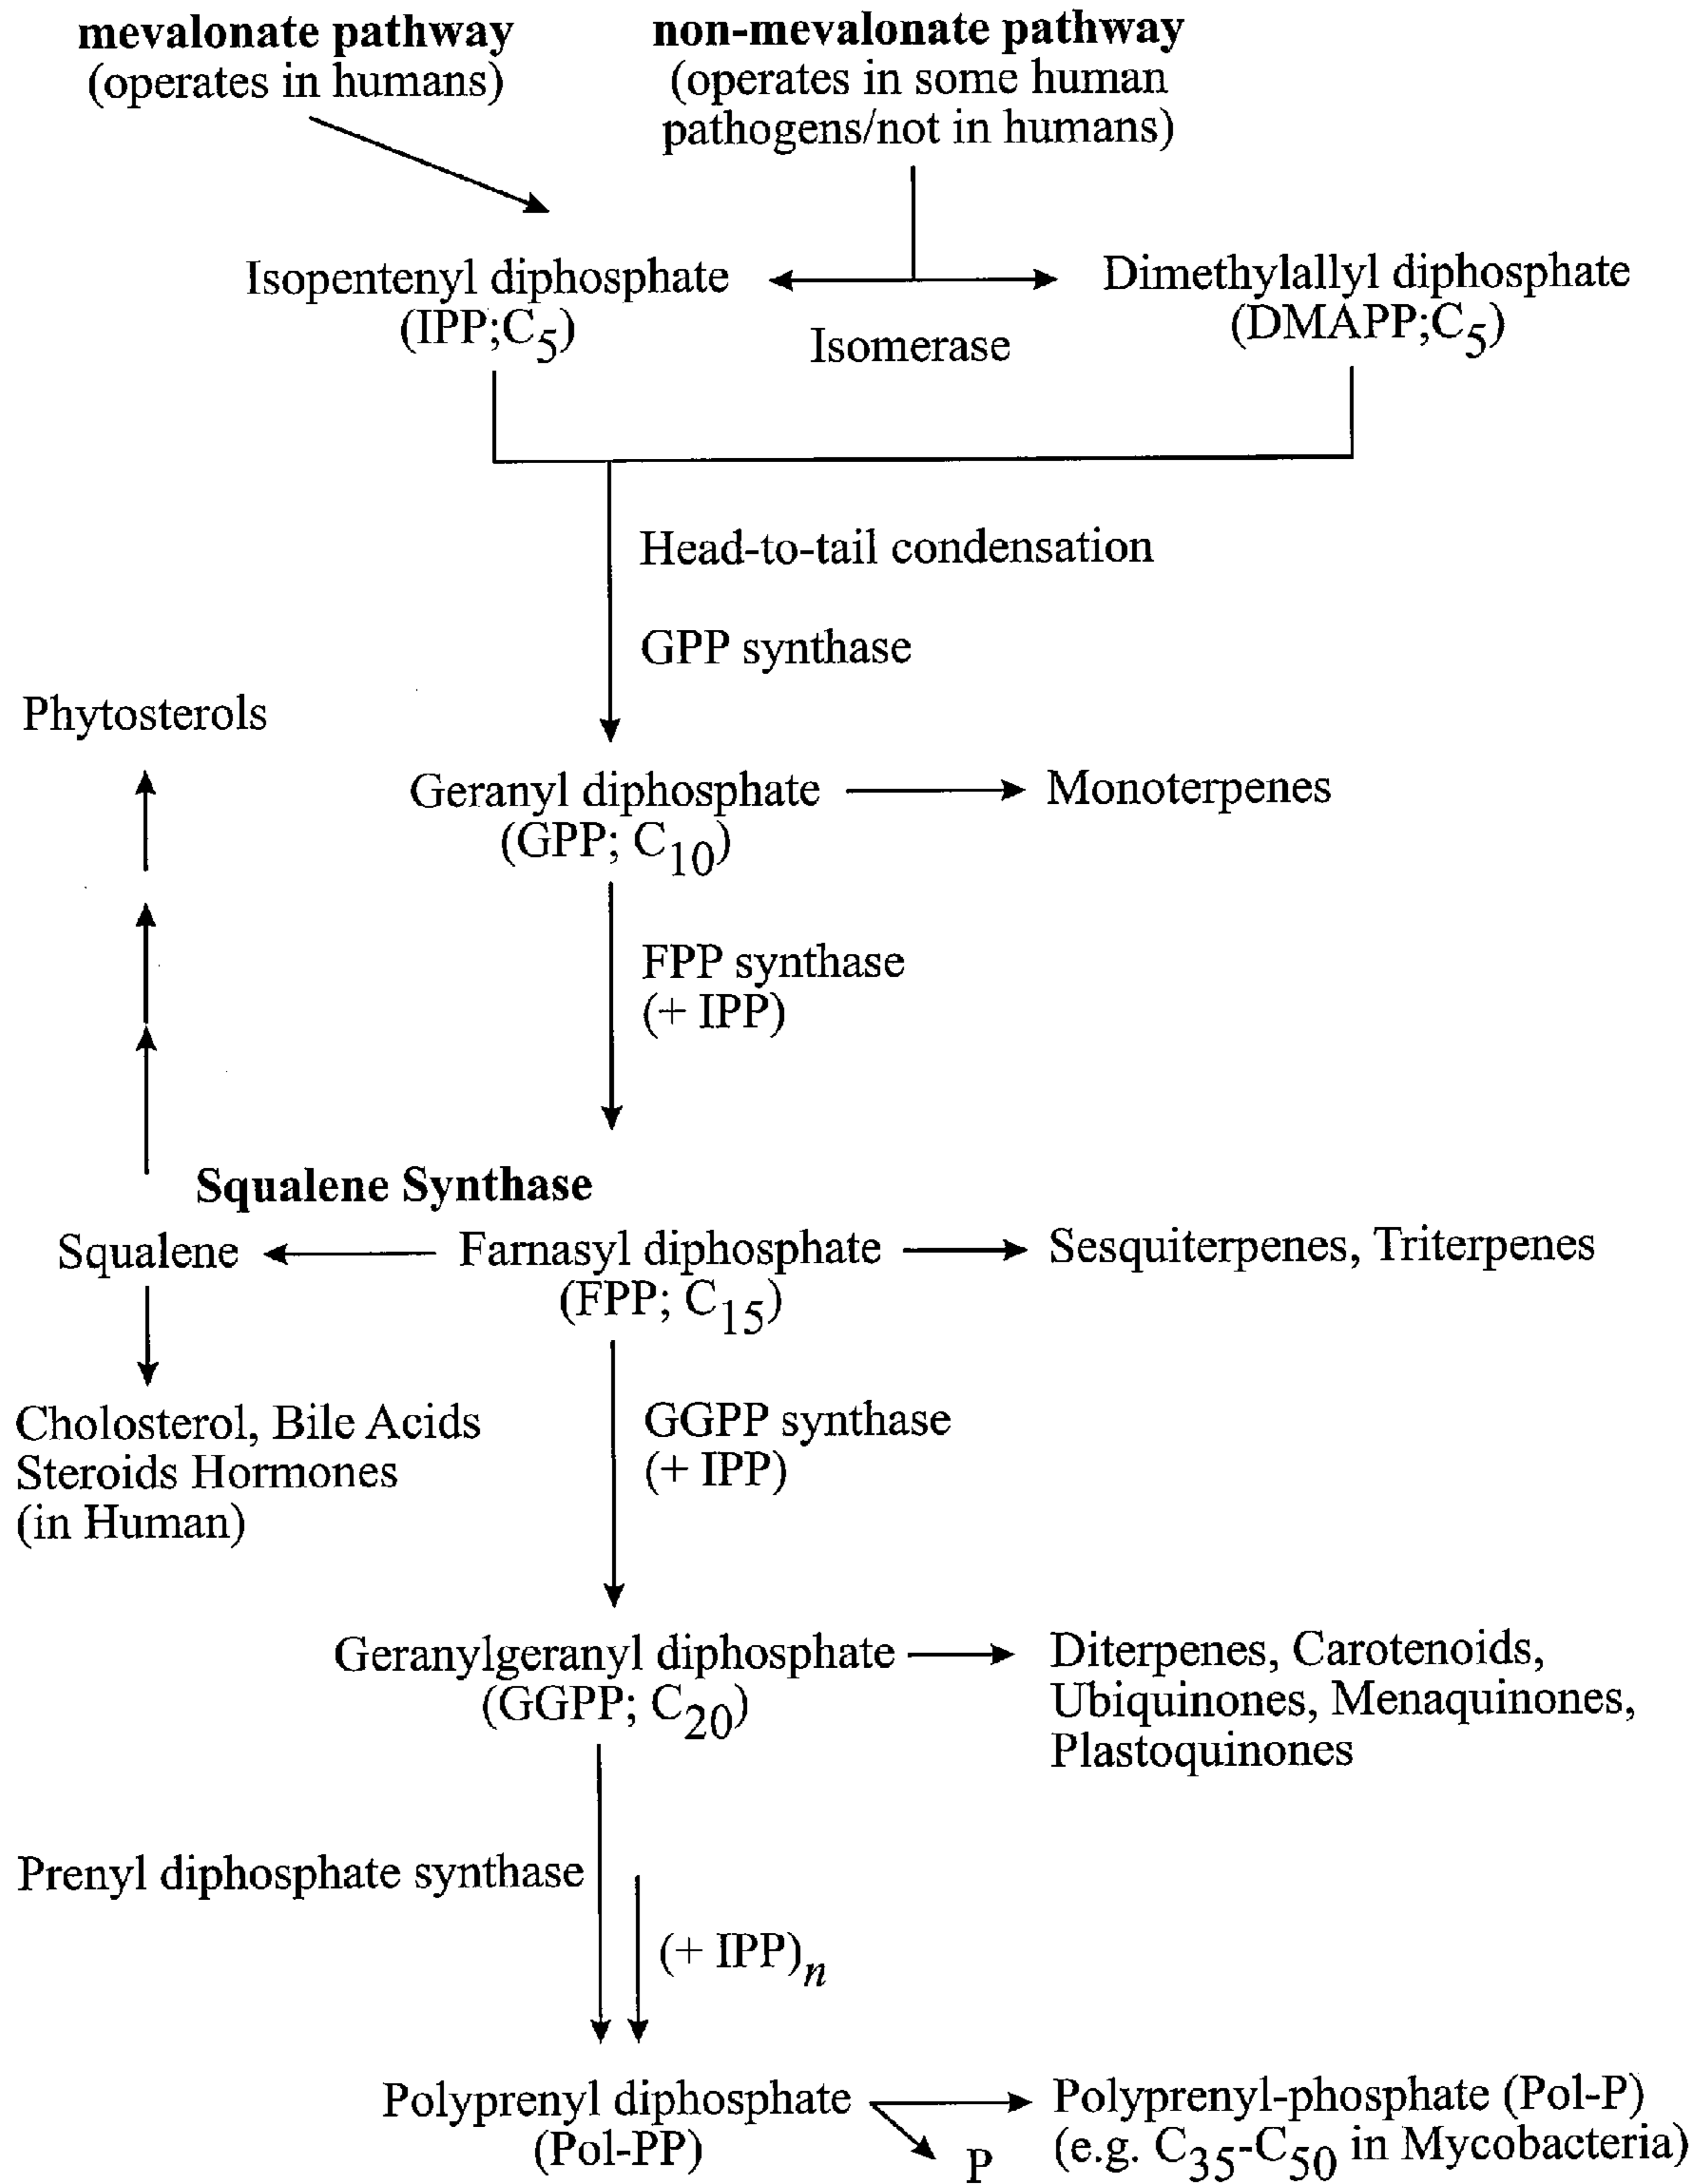 mevalonate pathway
(operates in humans)
non-mevalonate pathway
(operates in some human
pathogens/not in humans)
Isopentenyl diphosphate
(IPP;C5)
Isomerase
Dimethylallyl diphosphate
(DMAPP;C5)
Head-to-tail condensation
GPP synthase
Phytosterols
Geranyl diphosphate
(GPP; C10)
Monoterpenes
FPP synthase
(+ IPP)
Squalene Synthase
Squalene
Farnasyl diphosphate
(FPP; C15)
Sesquiterpenes, Triterpenes
Cholosterol, Bile Acids
Steroids Hormones
(in Human)
GGPP synthase
(+ IPP)
Geranylgeranyl diphosphate
(GGPP; C20)
Diterpenes, Carotenoids,
Ubiquinones, Menaquinones,
Plastoquinones
Prenyl diphosphate synthase
(+ IPP)n
Polyprenyl diphosphate
(Pol-PP)
P
Polyprenyl-phosphate (Pol-P)
(e.g. C35-C50 in Mycobacteria)